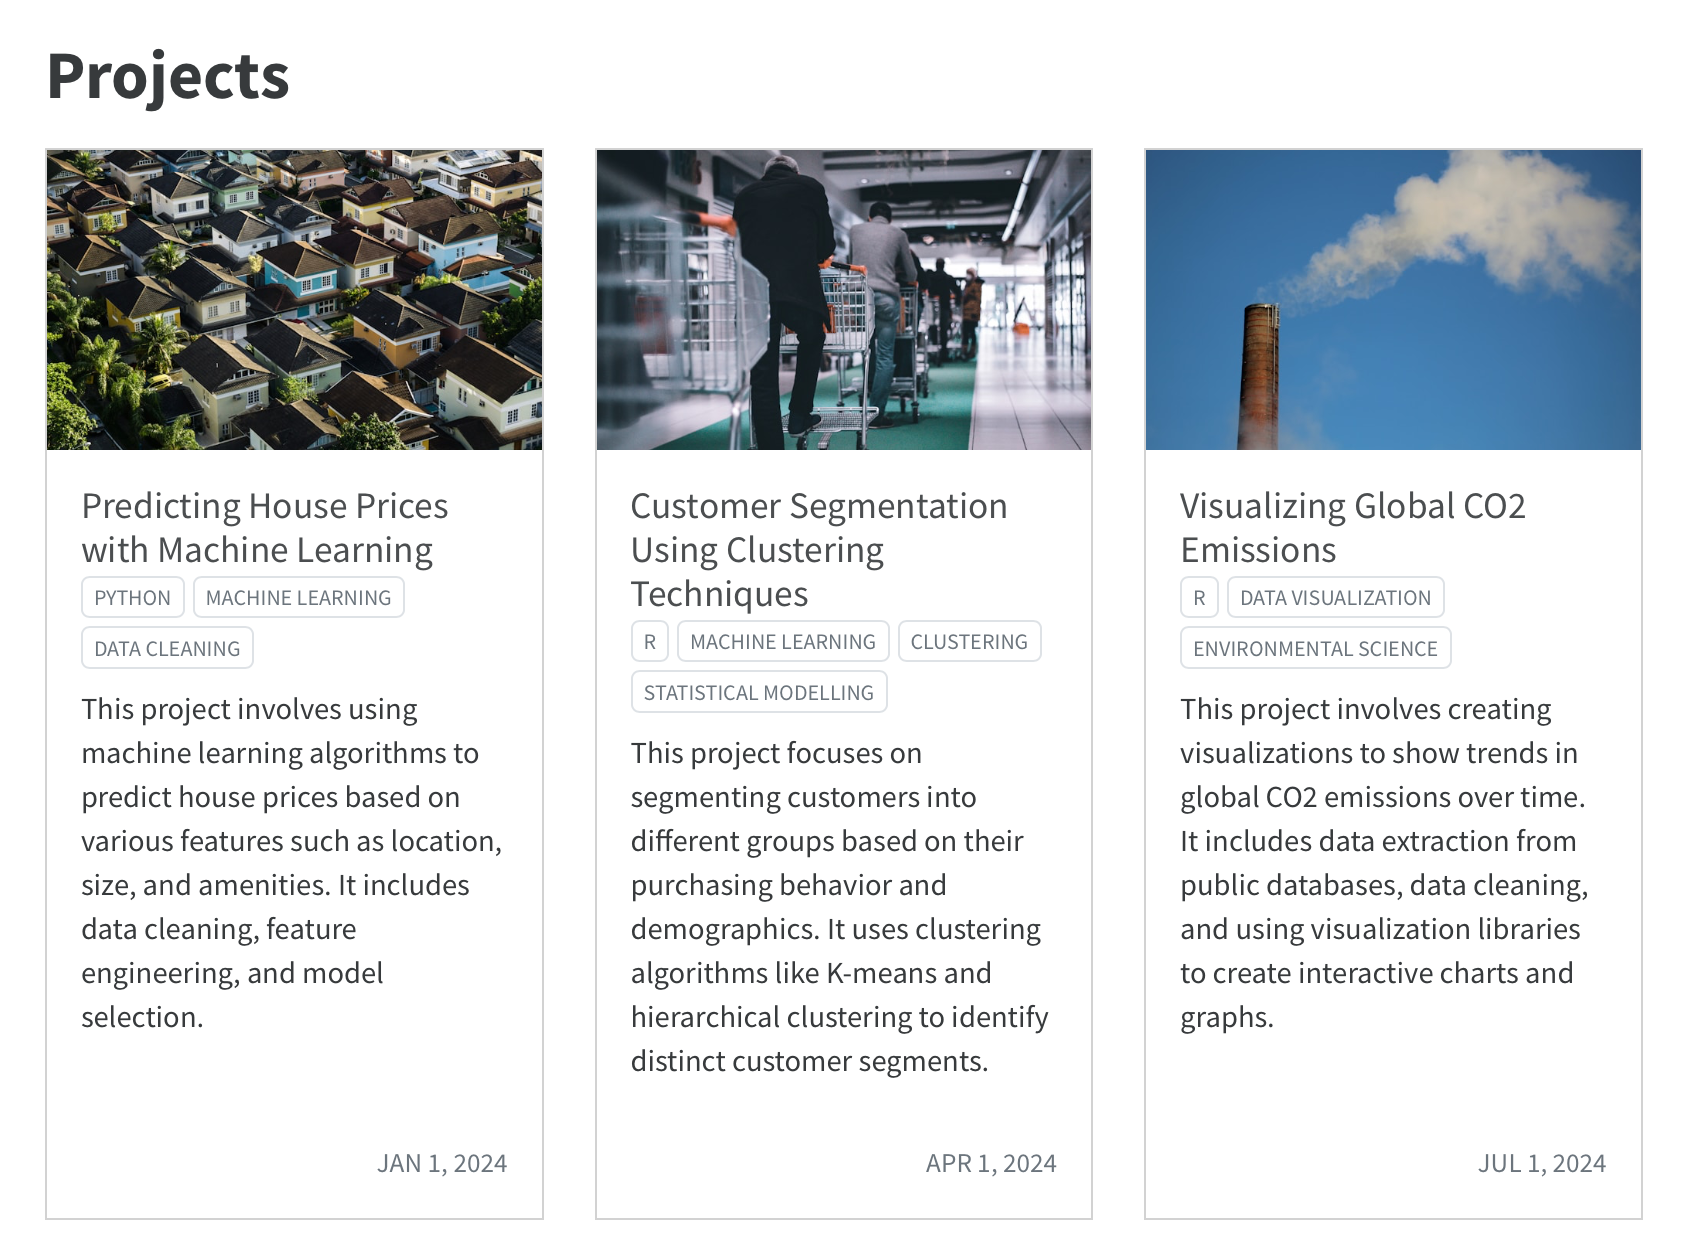 Projects
Predicting House Prices
with Machine Learning
PYTHON
MACHINE LEARNING
DATA CLEANING
This project involves using
machine learning algorithms to
predict house prices based on
various features such as location,
size, and amenities. It includes
data cleaning, feature
engineering, and model
selection.
JAN 1, 2024
Customer Segmentation
Using Clustering
Techniques
R
MACHINE LEARNING
CLUSTERING
STATISTICAL MODELLING
This project focuses on
segmenting customers into
different groups based on their
purchasing behavior and
demographics. It uses clustering
algorithms like K-means and
hierarchical clustering to identify
distinct customer segments.
APR 1, 2024
Visualizing Global CO2
Emissions
R
DATA VISUALIZATION
ENVIRONMENTAL SCIENCE
This project involves creating
visualizations to show trends in
global CO2 emissions over time.
It includes data extraction from
public databases, data cleaning,
and using visualization libraries
to create interactive charts and
graphs.
JUL 1, 2024